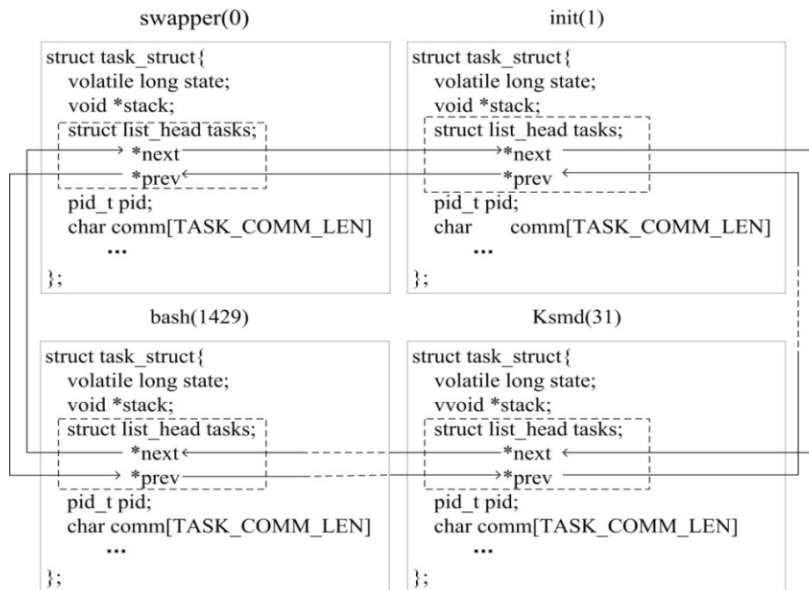 swapper(0)
struct task_struct{
volatile long state;
void *stack;
struct list_head tasks;
*next
*prev
pid_t pid;
char comm[TASK_COMM_LEN]
...
};
init(1)
struct task_struct{
volatile long state;
void *stack;
struct list_head tasks;
*next
*prev
pid_t pid;
char comm[TASK_COMM_LEN]
...
};
bash(1429)
struct task_struct{
volatile long state;
void *stack;
struct list_head tasks;
*next
*prev
pid_t pid;
char comm[TASK_COMM_LEN]
...
};
Ksmd(31)
struct task_struct{
volatile long state;
vvoid *stack;
struct list_head tasks;
*next
*prev
pid_t pid;
char comm[TASK_COMM_LEN]
...
};